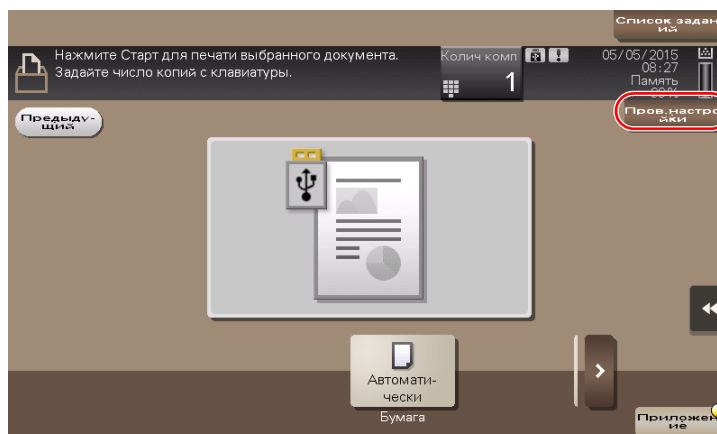 Список задан
ий
Нажмите Старт для печати выбранного документа.
Задайте число копий с клавиатуры.
Колич комп
1
05/05/2015
08:27
Память
Предыду-
щий
Пров.настро
йки
Автомати-
чески
Бумага
Приложен
ие